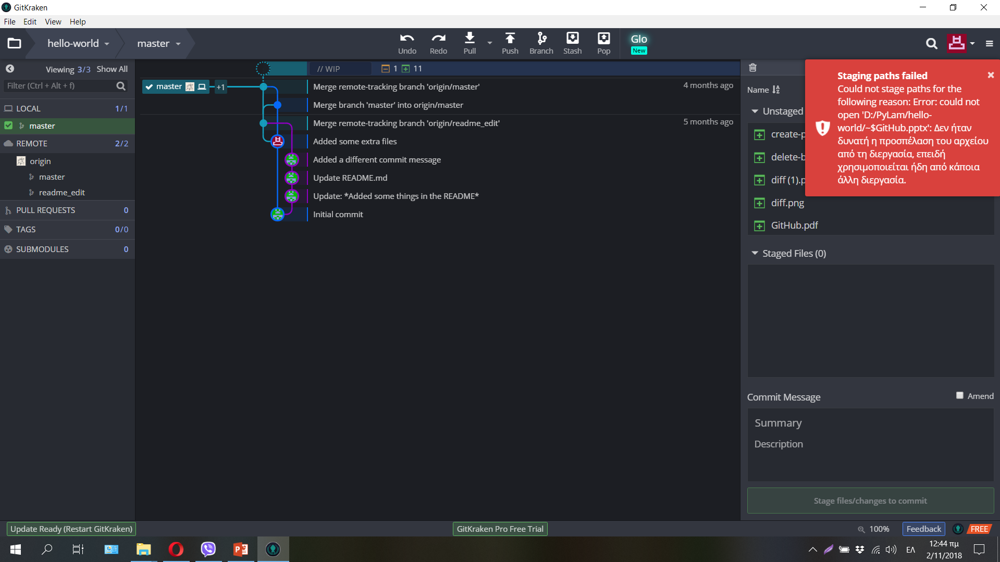 GitKraken
File Edit View Help
hello-world master
Undo Redo Pull Push Branch Stash Pop
Glo
New
Viewing 3/3 Show All
Filter (Ctrl + Alt + f)
LOCAL 1/1
master
REMOTE 2/2
origin
master
readme_edit
PULL REQUESTS 0
TAGS 0/0
SUBMODULES 0
// WIP 1 11
master +1
Merge remote-tracking branch 'origin/master' 4 months ago
Merge branch 'master' into origin/master
Merge remote-tracking branch 'origin/readme_edit' 5 months ago
Added some extra files
Added a different commit message
Update README.md
Update: *Added some things in the README*
Initial commit
Name
Unstaged
create-p
delete-b
diff (1).p
diff.png
GitHub.pdf
Staging paths failed
Could not stage paths for the
following reason: Error: could not
open 'D:/PyLam/hello-
world/~$GitHub.pptx': Δεν ήταν
δυνατή η προσπέλαση του αρχείου
από τη διεργασία, επειδή
χρησιμοποιείται ήδη από κάποια
άλλη διεργασία.
Staged Files (0)
Commit Message Amend
Summary
Description
Stage files/changes to commit
Update Ready (Restart GitKraken) GitKraken Pro Free Trial 100% Feedback FREE
ΕΛ
12:44 πμ
2/11/2018